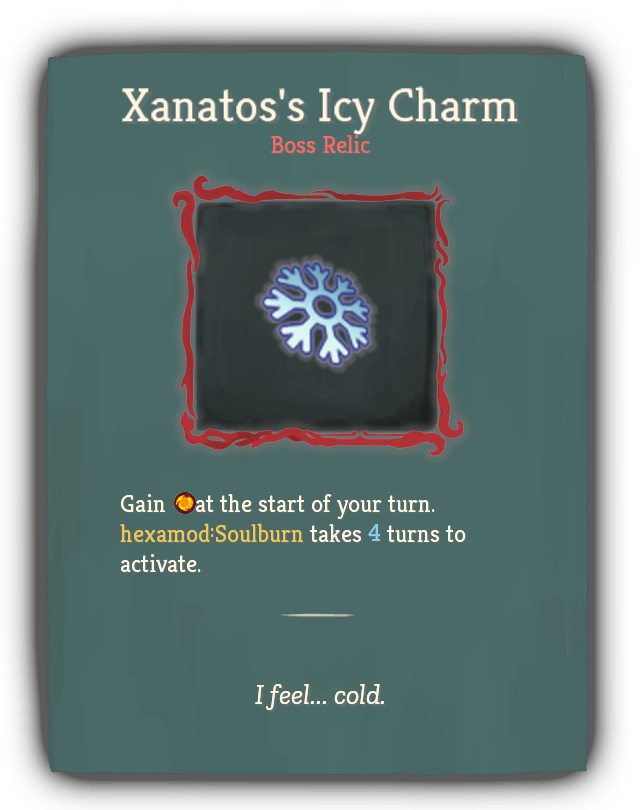 Xanatos's Icy Charm
Boss Relic
Gain at the start of your turn.
hexamod:Soulburn takes 4 turns to
activate.
I feel... cold.